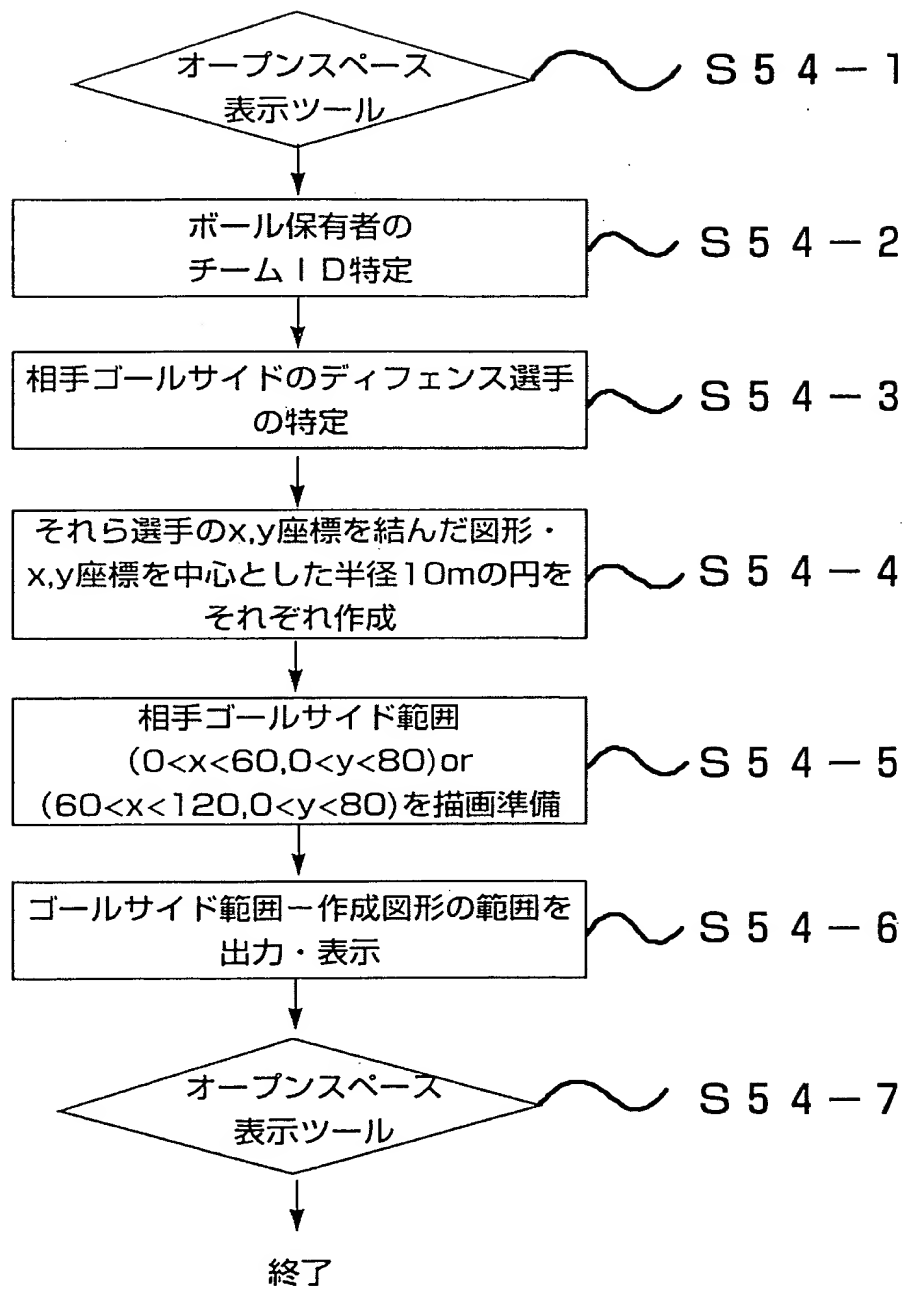 オープンスペース
表示ツール
S54-1
ボール保有者の
チームID特定
S54-2
相手ゴールサイドのディフェンス選手
の特定
S54-3
それら選手のx,y座標を結んだ図形・
x,y座標を中心とした半径10mの円を
それぞれ作成
S54-4
相手ゴールサイド範囲
(0<x<60,0<y<80)or
(60<x<120,0<y<80)を描画準備
S54-5
ゴールサイド範囲－作成図形の範囲を
出力・表示
S54-6
オープンスペース
表示ツール
S54-7
終了